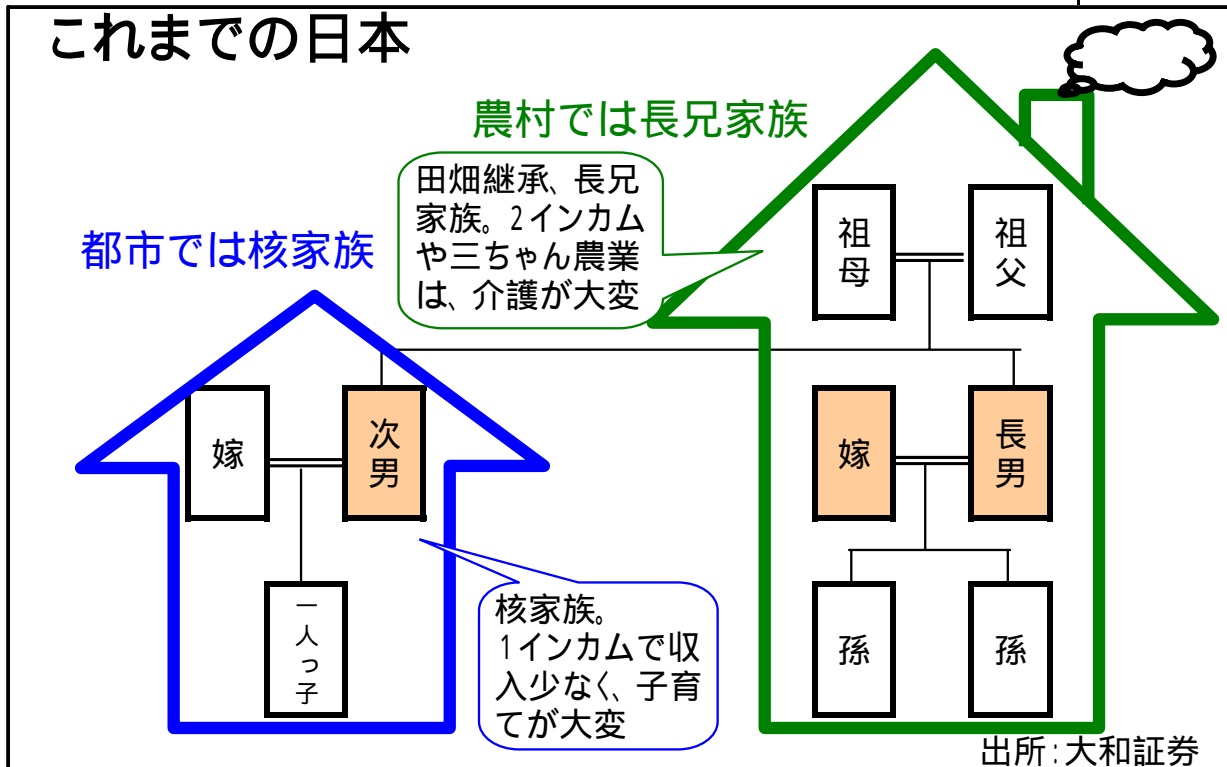 これまでの日本
農村では長兄家族
田畑継承、長兄
家族。2インカム
や三ちゃん農業
は、介護が大変
祖母
祖父
都市では核家族
嫁
次男
嫁
長男
一人っ子
核家族。
1インカムで収
入少なく、子育
てが大変
孫
孫
出所:大和証券